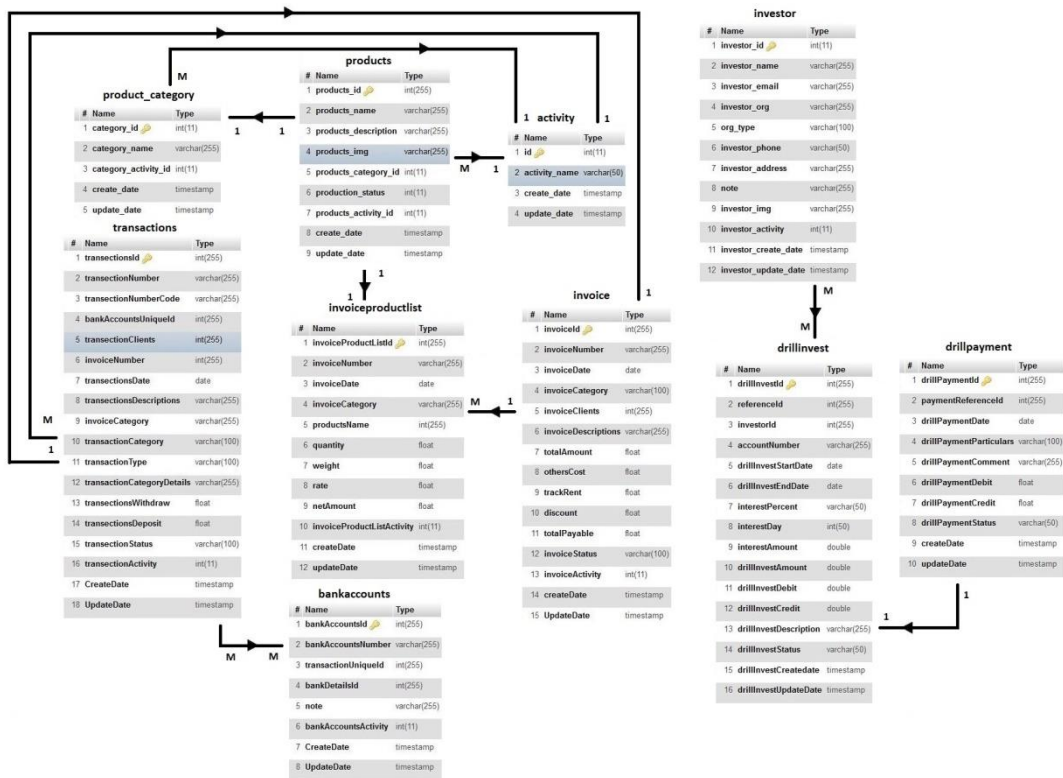 investor
# Name Type
1 investor_id int(11)
2 investor_name varchar(255)
3 investor_email varchar(255)
4 investor_org varchar(255)
5 org_type varchar(100)
6 investor_phone varchar(50)
7 investor_address varchar(255)
8 note varchar(255)
9 investor_img varchar(255)
10 investor_activity int(11)
11 investor_create_date timestamp
12 investor_update_date timestamp
M
M
products
# Name Type
1 products_id int(255)
2 products_name varchar(255)
3 products_description varchar(255)
4 products_img varchar(255)
5 products_category_id int(11)
6 production_status int(11)
7 products_activity_id int(11)
8 create_date timestamp
9 update_date timestamp
M
product_category
# Name Type
1 category_id int(11)
2 category_name varchar(255)
3 category_activity_id int(11)
4 create_date timestamp
5 update_date timestamp
1 1
M 1
1 activity 1
# Name Type
1 id int(11)
2 activity_name varchar(50)
3 create_date timestamp
4 update_date timestamp
transactions
# Name Type
1 transectionsId int(255)
2 transectionNumber varchar(255)
3 transectionNumberCode varchar(255)
4 bankAccountsUniqueId int(255)
5 transectionClients int(255)
6 invoiceNumber int(255)
7 transectionsDate date
8 transectionsDescriptions varchar(255)
9 invoiceCategory varchar(255)
10 transactionCategory varchar(100)
11 transactionType varchar(100)
12 transactionCategoryDetails varchar(255)
13 transectionsWithdraw float
14 transectionsDeposit float
15 transectionStatus varchar(100)
16 transectionActivity int(11)
17 CreateDate timestamp
18 UpdateDate timestamp
M
1
1
1
invoiceproductlist
# Name Type
1 invoiceProductListId int(255)
2 invoiceNumber varchar(255)
3 invoiceDate date
4 invoiceCategory varchar(255)
5 productsName int(255)
6 quantity float
7 weight float
8 rate float
9 netAmount float
10 invoiceProductListActivity int(11)
11 createDate timestamp
12 updateDate timestamp
M 1
invoice 1
# Name Type
1 invoiceId int(255)
2 invoiceNumber varchar(255)
3 invoiceDate date
4 invoiceCategory varchar(100)
5 invoiceClients int(255)
6 invoiceDescriptions varchar(255)
7 totalAmount float
8 othersCost float
9 trackRent float
10 discount float
11 totalPayable float
12 invoiceStatus varchar(100)
13 invoiceActivity int(11)
14 createDate timestamp
15 UpdateDate timestamp
drillinvest
# Name Type
1 drillInvestId int(255)
2 referenceId int(255)
3 investorId int(255)
4 accountNumber varchar(255)
5 drillInvestStartDate date
6 drillInvestEndDate date
7 interestPercent varchar(50)
8 interestDay int(50)
9 interestAmount double
10 drillInvestAmount double
11 drillInvestDebit double
12 drillInvestCredit double
13 drillInvestDescription varchar(255)
14 drillInvestStatus varchar(50)
15 drillInvestCreatedate timestamp
16 drillInvestUpdateDate timestamp
drillpayment
# Name Type
1 drillPaymentId int(255)
2 paymentReferenceId int(255)
3 drillPaymentDate date
4 drillPaymentParticulars varchar(100)
5 drillPaymentComment varchar(255)
6 drillPaymentDebit float
7 drillPaymentCredit float
8 drillPaymentStatus varchar(50)
9 createDate timestamp
10 updateDate timestamp
1
1
bankaccounts
# Name Type
1 bankAccountsId int(255)
2 bankAccountsNumber varchar(255)
3 transactionUniqueId int(255)
4 bankDetailsId int(255)
5 note varchar(255)
6 bankAccountsActivity int(11)
7 CreateDate timestamp
8 UpdateDate timestamp
M M